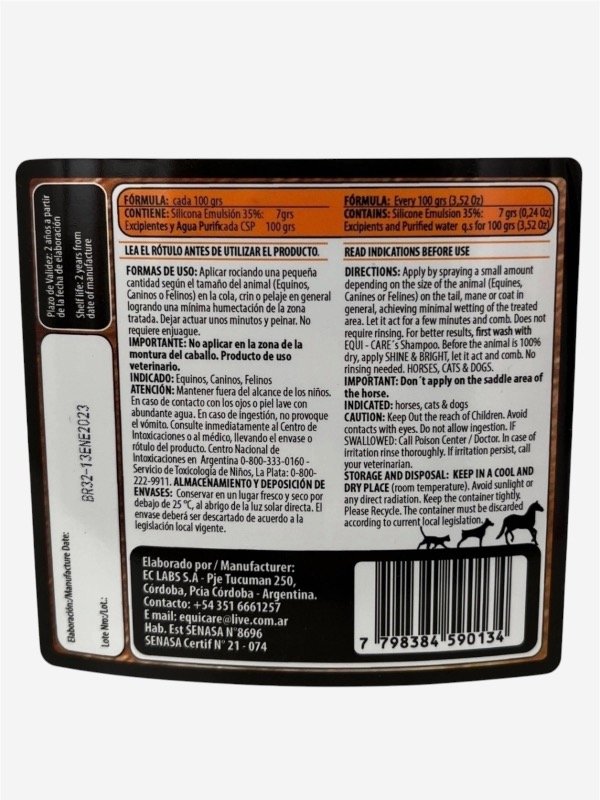 Plazo de Validez: 2 años a partir
de la fecha de elaboración
Shelf life: 2 years from
date of manufacture
Elaboración:/Manufacture Date:
Lote Nro:/Lot.:
BR32-13ENE2023
FÓRMULA: cada 100 grs
CONTIENE: Silicona Emulsión 35%: 7grs
Excipientes y Agua Purificada CSP 100 grs
LEA EL RÓTULO ANTES DE UTILIZAR EL PRODUCTO.
FORMAS DE USO: Aplicar rociando una pequeña
cantidad según el tamaño del animal (Equinos,
Caninos o Felinos) en la cola, crin o pelaje en general
logrando una mínima humectación de la zona
tratada. Dejar actuar unos minutos y peinar. No
requiere enjuague.
IMPORTANTE: No aplicar en la zona de la
montura del caballo. Producto de uso
veterinario.
INDICADO: Equinos, Caninos, Felinos
ATENCIÓN: Mantener fuera del alcance de los niños.
En caso de contacto con los ojos o piel lave con
abundante agua. En caso de ingestión, no provoque
el vómito. Consulte inmediatamente al Centro de
Intoxicaciones o al médico, llevando el envase o
rótulo del producto. Centro Nacional de
Intoxicaciones en Argentina 0-800-333-0160 -
Servicio de Toxicología de Niños, La Plata: 0-800-
222-9911. ALMACENAMIENTO Y DEPOSICIÓN DE
ENVASES: Conservar en un lugar fresco y seco por
debajo de 25 °C, al abrigo de la luz solar directa. El
envase deberá ser descartado de acuerdo a la
legislación local vigente.
FÓRMULA: Every 100 grs (3,52 Oz)
CONTAINS: Silicone Emulsion 35%: 7 grs (0,24 Oz)
Excipients and Purified water q.s for 100 grs (3,52 Oz)
READ INDICATIONS BEFORE USE
DIRECTIONS: Apply by spraying a small amount
depending on the size of the animal (Equines,
Canines or Felines) on the tail, mane or coat in
general, achieving minimal wetting of the treated
area. Let it act for a few minutes and comb. Does not
require rinsing. For better results, first wash with
EQUI - CARE´s Shampoo. Before the animal is 100%
dry, apply SHINE & BRIGHT, let it act and comb. No
rinsing needed. HORSES, CATS & DOGS.
IMPORTANT: Don´t apply on the saddle area of
the horse.
INDICATED: horses, cats & dogs
CAUTION: Keep Out the reach of Children. Avoid
contacts with eyes. Do not allow ingestion. IF
SWALLOWED: Call Poison Center / Doctor. In case of
irritation rinse thoroughly. If irritation persist, call
your veterinarian.
STORAGE AND DISPOSAL: KEEP IN A COOL AND
DRY PLACE (room temperature). Avoid sunlight or
any direct radiation. Keep the container tightly.
Please Recycle. The container must be discarded
according to current local legislation.
Elaborado por / Manufacturer:
EC LABS S.A - Pje Tucuman 250,
Córdoba, Pcia Córdoba - Argentina.
Contacto: +54 351 6661257
E mail: equicare@live.com.ar
Hab. Est SENASA N°8696
SENASA Certif N° 21 - 074
7 798384 590134